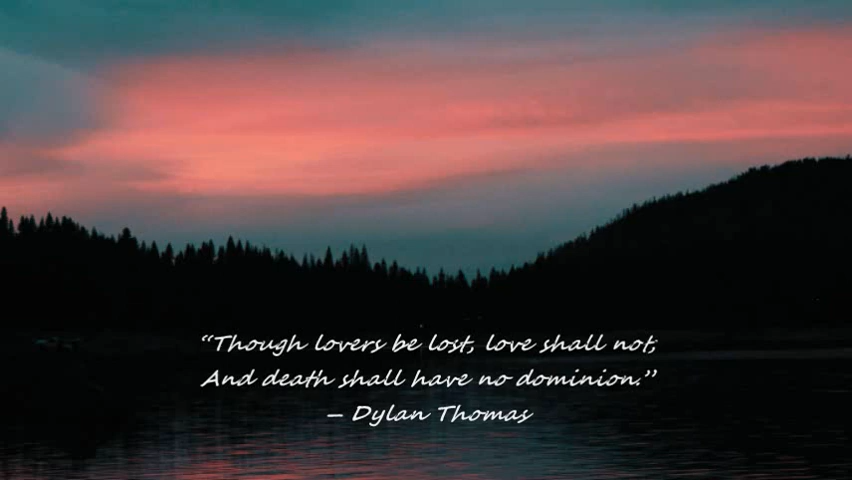 “Though lovers be lost, love shall not,
And death shall have no dominion.”
– Dylan Thomas